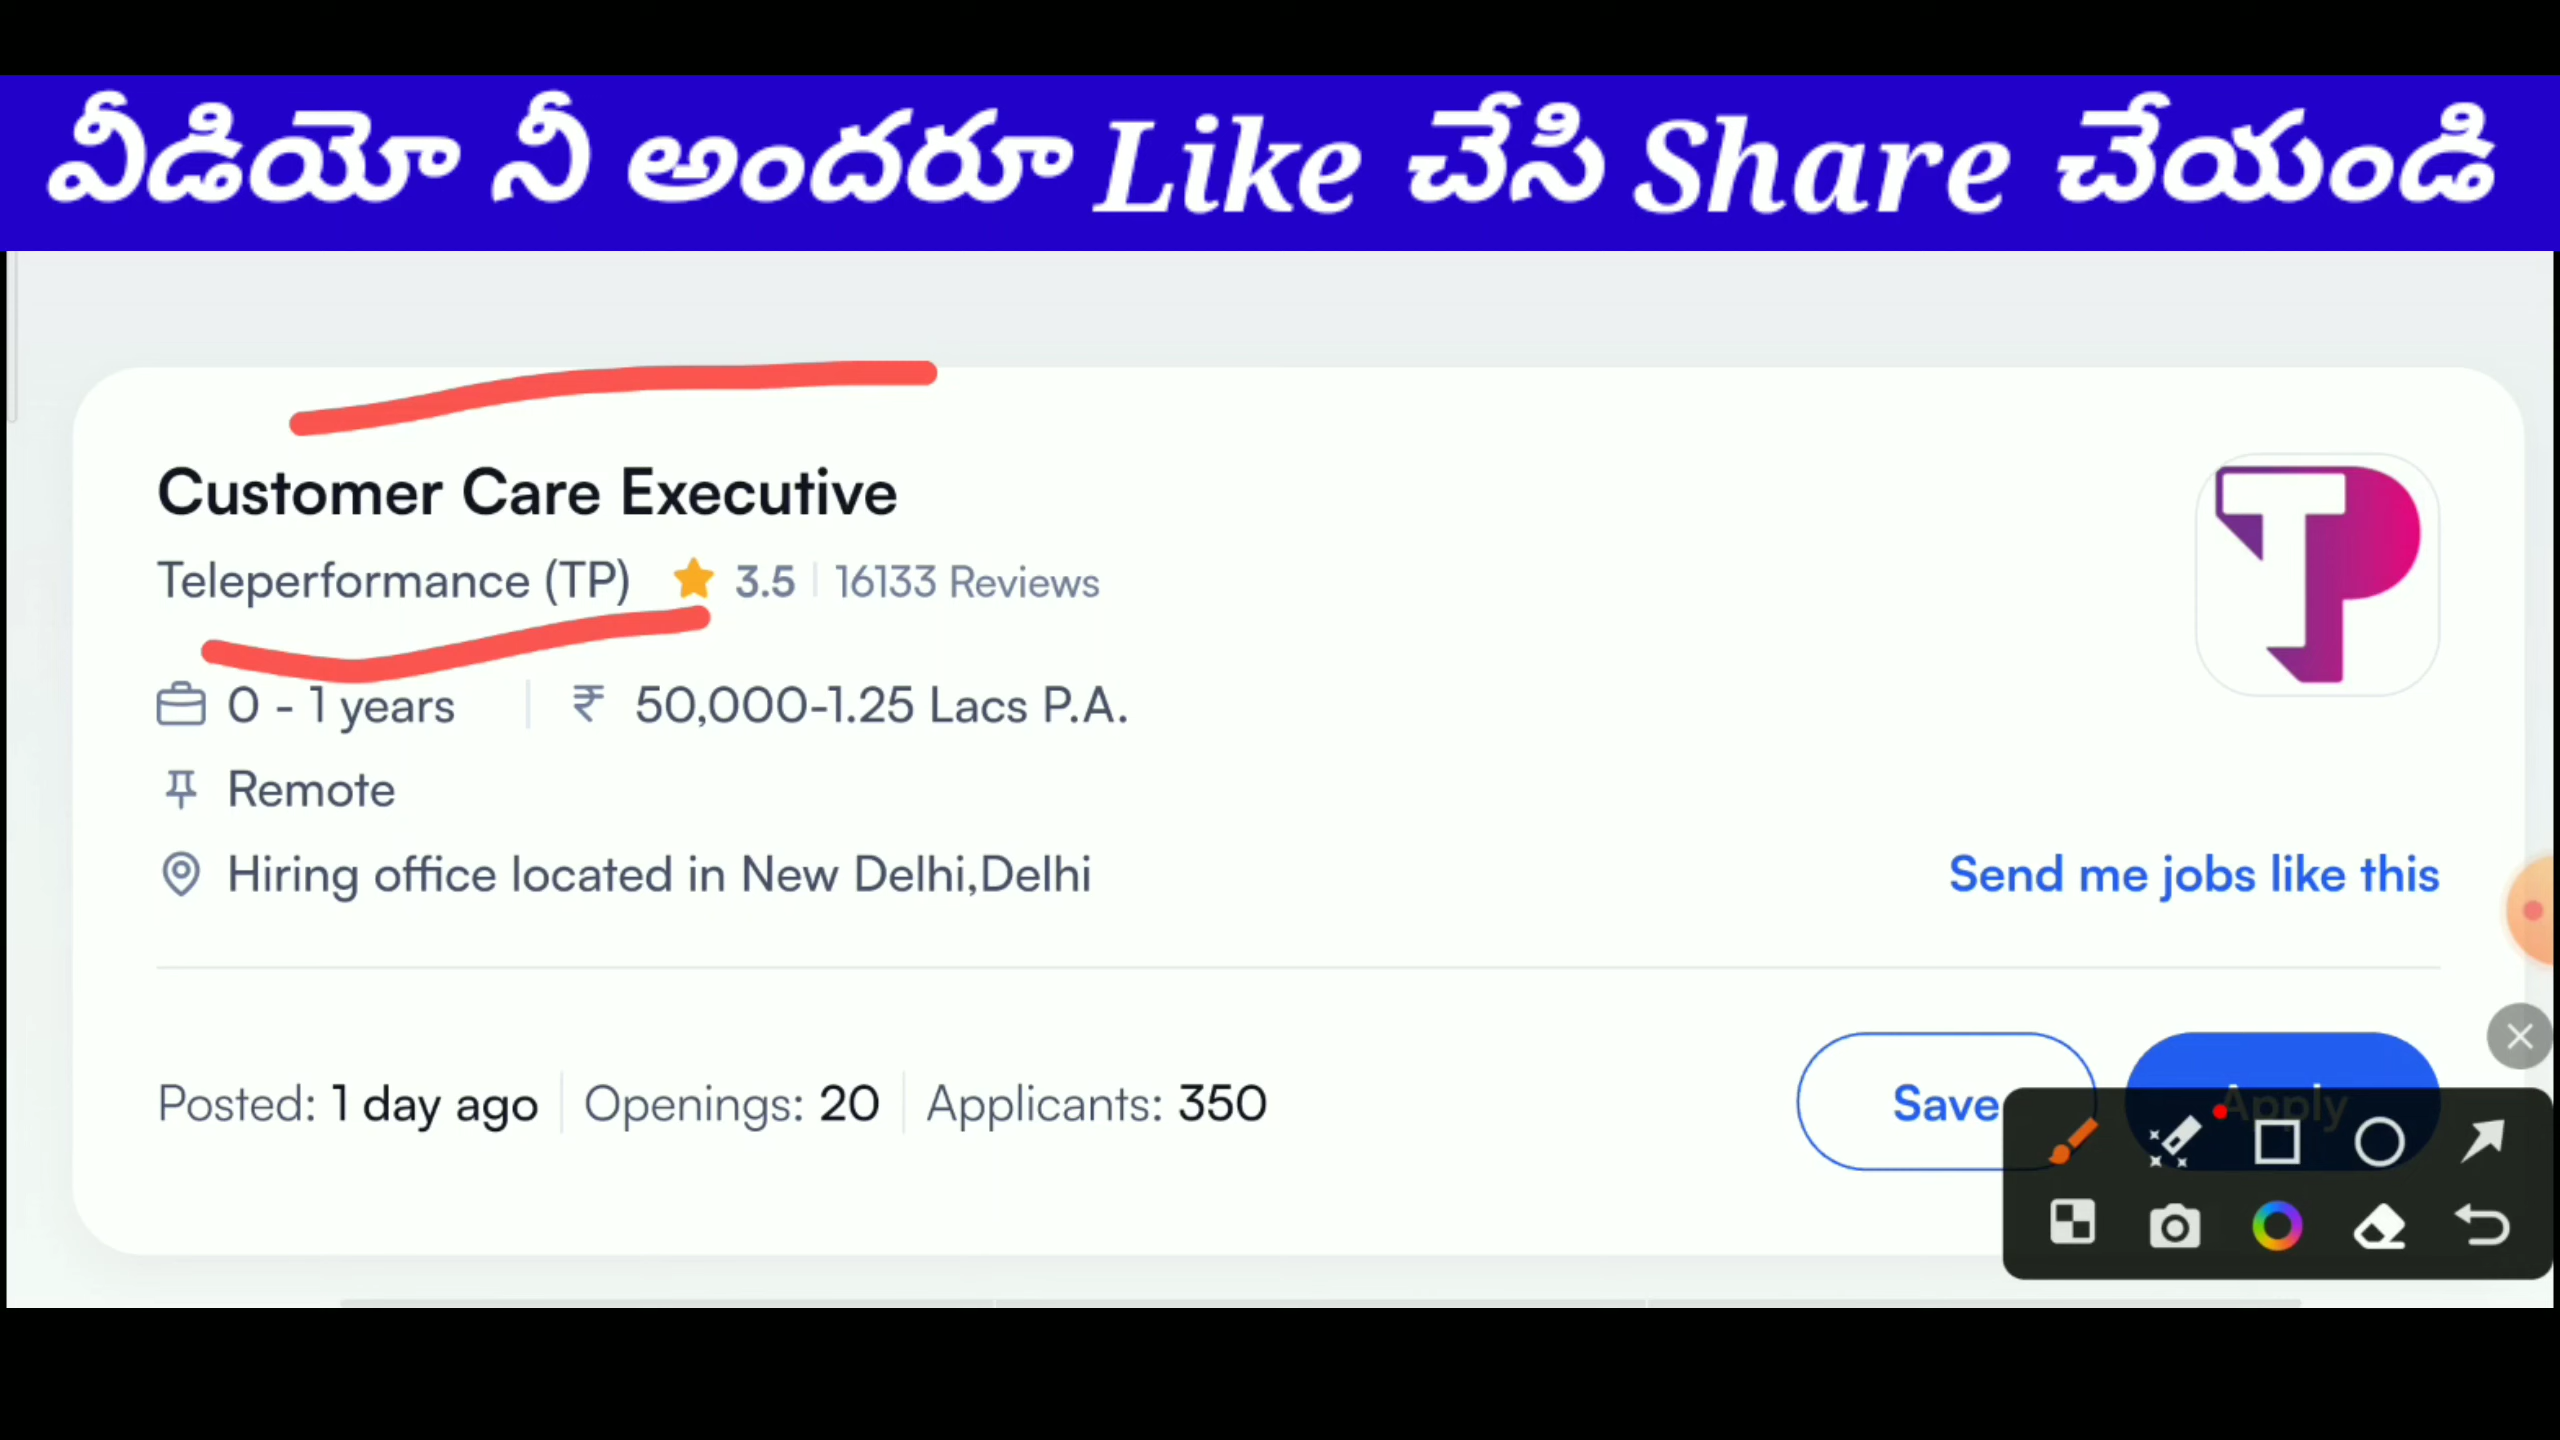 వీడియో నీ అందరూ Like చేసి Share చేయండి
Customer Care Executive
Teleperformance (TP) 3.5 16133 Reviews
0 - 1 years ₹ 50,000-1.25 Lacs P.A.
Remote
Hiring office located in New Delhi,Delhi
Send me jobs like this
Posted: 1 day ago Openings: 20 Applicants: 350
Save Apply
TP